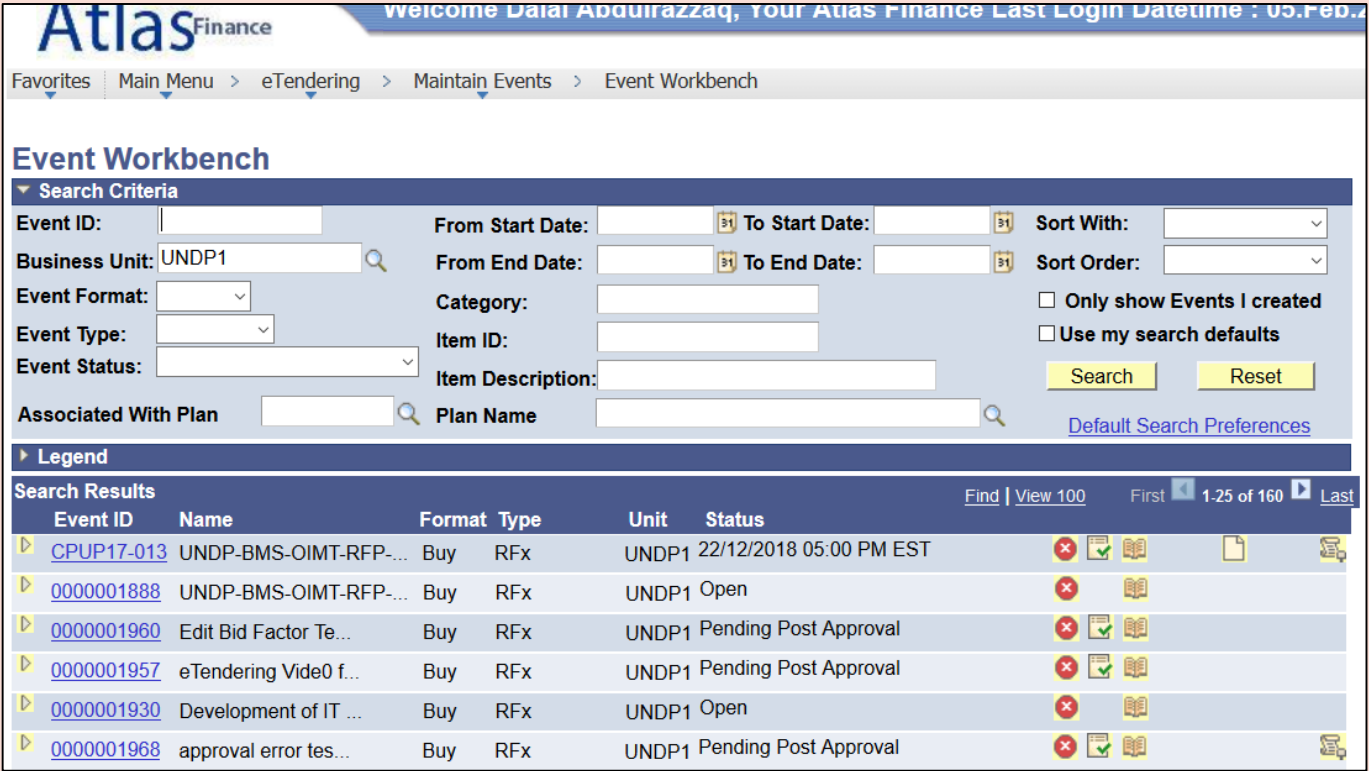 Atlas Finance
Welcome Dalal Abdulrazzaq, Your Atlas Finance Last Login Datetime : 05.Feb.
Favorites Main Menu > eTendering > Maintain Events > Event Workbench
Event Workbench
Search Criteria
Event ID: From Start Date: 31 To Start Date: 31 Sort With:
Business Unit: UNDP1 From End Date: 31 To End Date: 31 Sort Order:
Event Format: Category: Only show Events I created
Event Type: Item ID: Use my search defaults
Event Status: Item Description: Search Reset
Associated With Plan Plan Name Default Search Preferences
Legend
Search Results Find | View 100 First 1-25 of 160 Last
Event ID Name Format Type Unit Status
CPUP17-013 UNDP-BMS-OIMT-RFP-... Buy RFx UNDP1 22/12/2018 05:00 PM EST
0000001888 UNDP-BMS-OIMT-RFP-... Buy RFx UNDP1 Open
0000001960 Edit Bid Factor Te... Buy RFx UNDP1 Pending Post Approval
0000001957 eTendering Vide0 f... Buy RFx UNDP1 Pending Post Approval
0000001930 Development of IT ... Buy RFx UNDP1 Open
0000001968 approval error tes... Buy RFx UNDP1 Pending Post Approval